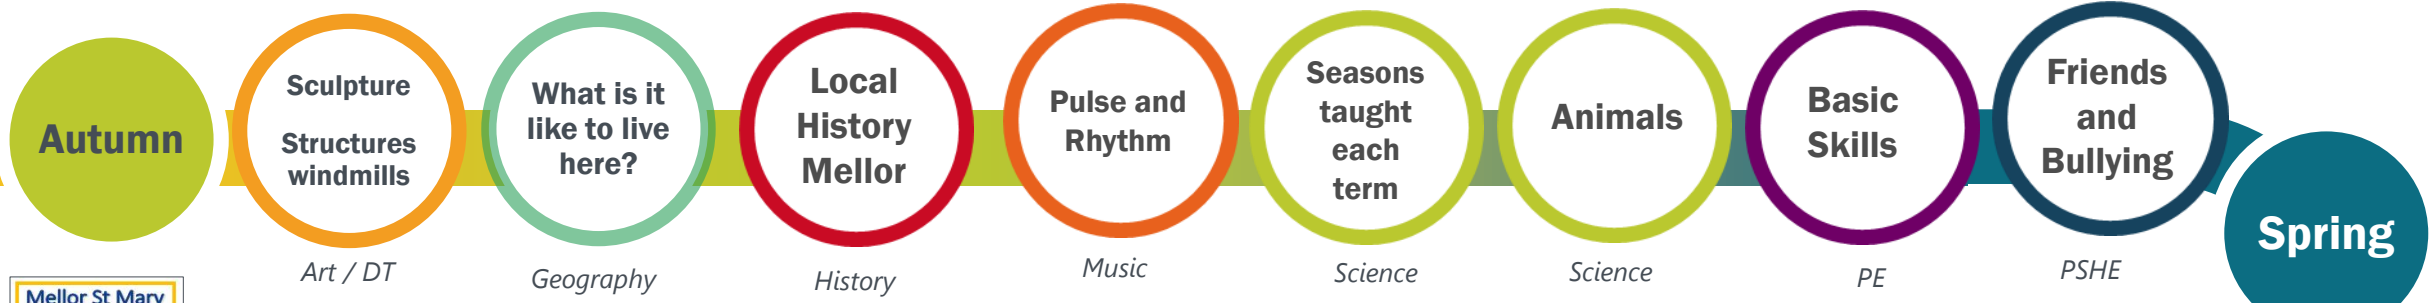 Autumn
Sculpture
Structures
windmills
Art / DT
What is it
like to live
here?
Geography
Local
History
Mellor
History
Pulse and
Rhythm
Music
Seasons
taught
each
term
Science
Animals
Science
Basic
Skills
PE
Friends
and
Bullying
PSHE
Spring
Mellor St Mary